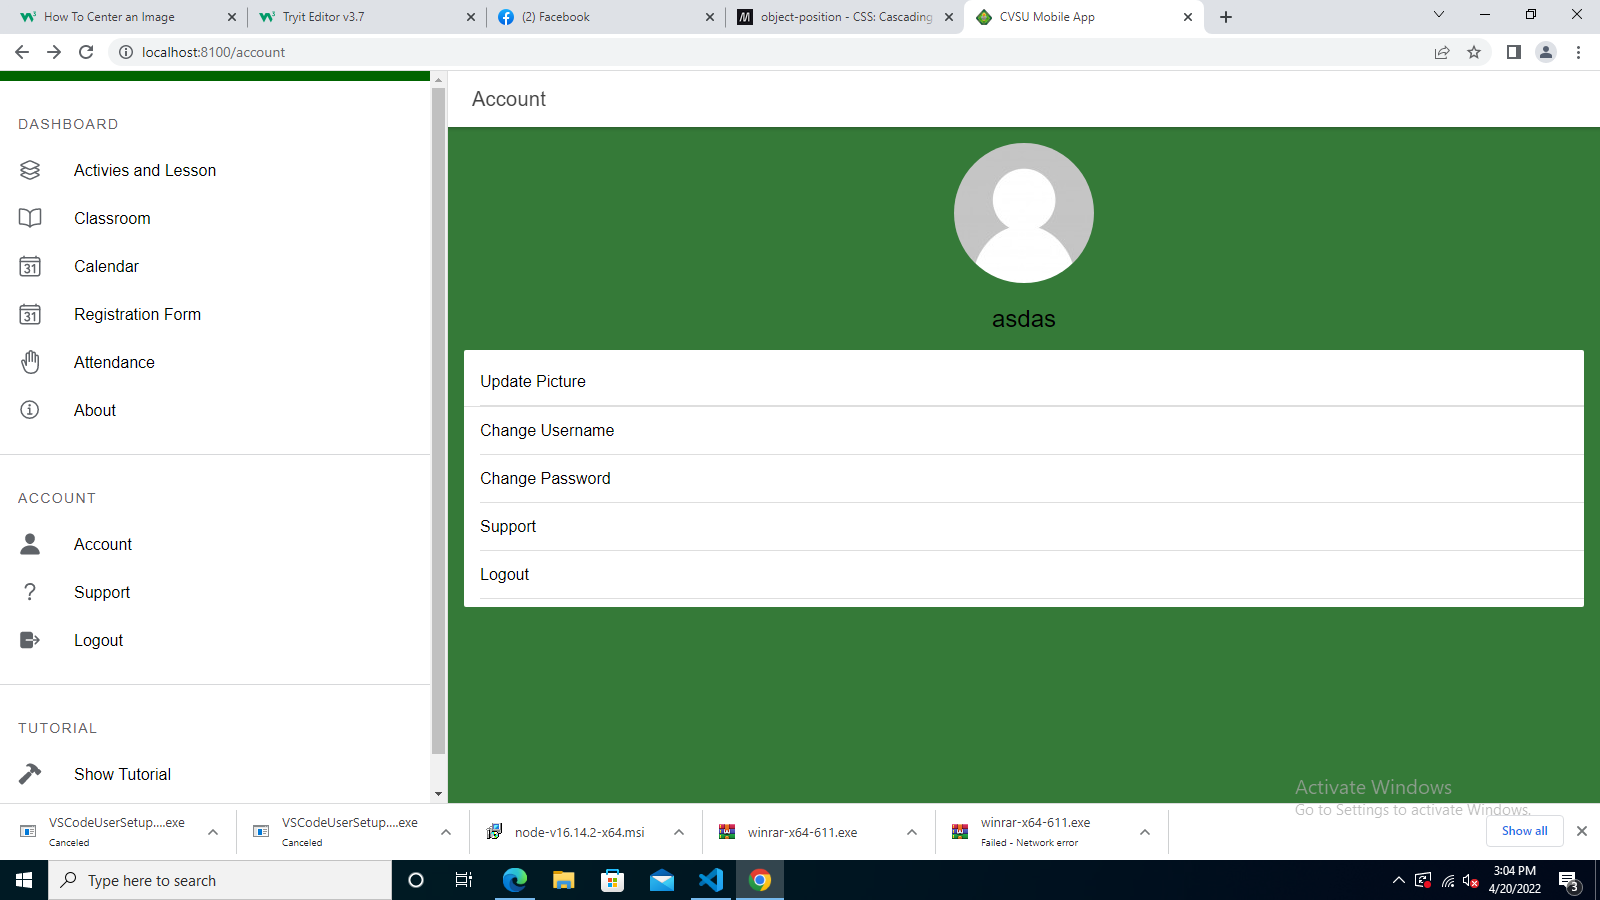 How To Center an Image
Tryit Editor v3.7
(2) Facebook
object-position - CSS: Cascading
CVSU Mobile App
localhost:8100/account
DASHBOARD
Activies and Lesson
Classroom
31 Calendar
31 Registration Form
Attendance
About
ACCOUNT
Account
? Support
Logout
TUTORIAL
Show Tutorial
Account
asdas
Update Picture
Change Username
Change Password
Support
Logout
Activate Windows
Go to Settings to activate Windows.
VSCodeUserSetup....exe
Canceled
VSCodeUserSetup....exe
Canceled
node-v16.14.2-x64.msi
winrar-x64-611.exe
winrar-x64-611.exe
Failed - Network error
Show all
Type here to search
3:04 PM
4/20/2022
3